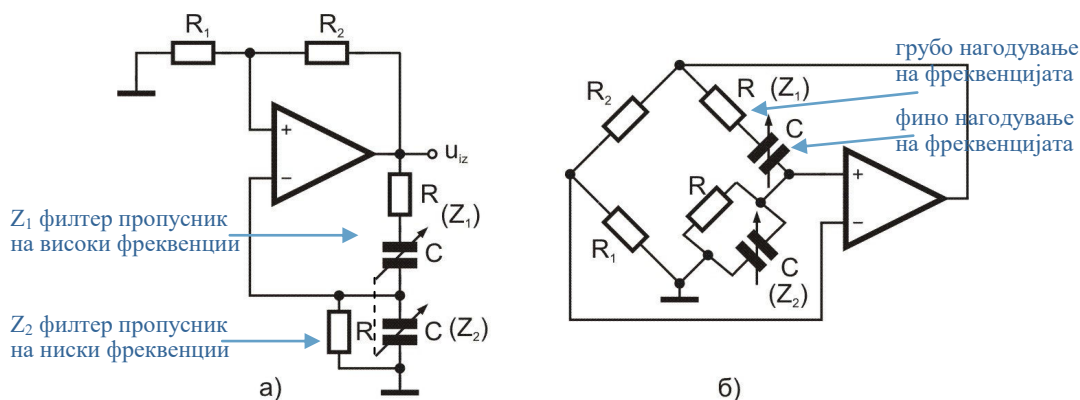 R₁
R₂
+
−
u_iz
R
(Z₁)
C
Z₁ филтер пропусник
на високи фреквенции
Z₂ филтер пропусник
на ниски фреквенции
R
C (Z₂)
а)
грубо нагодување
на фреквенцијата
R (Z₁)
R₂
C
фино нагодување
на фреквенцијата
R
+
−
R₁
C
(Z₂)
б)